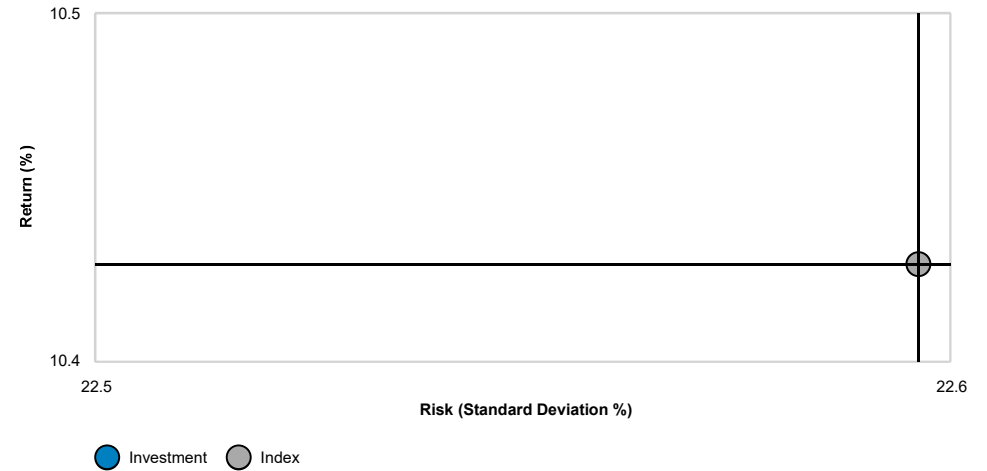 10.5
Return (%)
10.4
22.5
22.6
Risk (Standard Deviation %)
Investment
Index